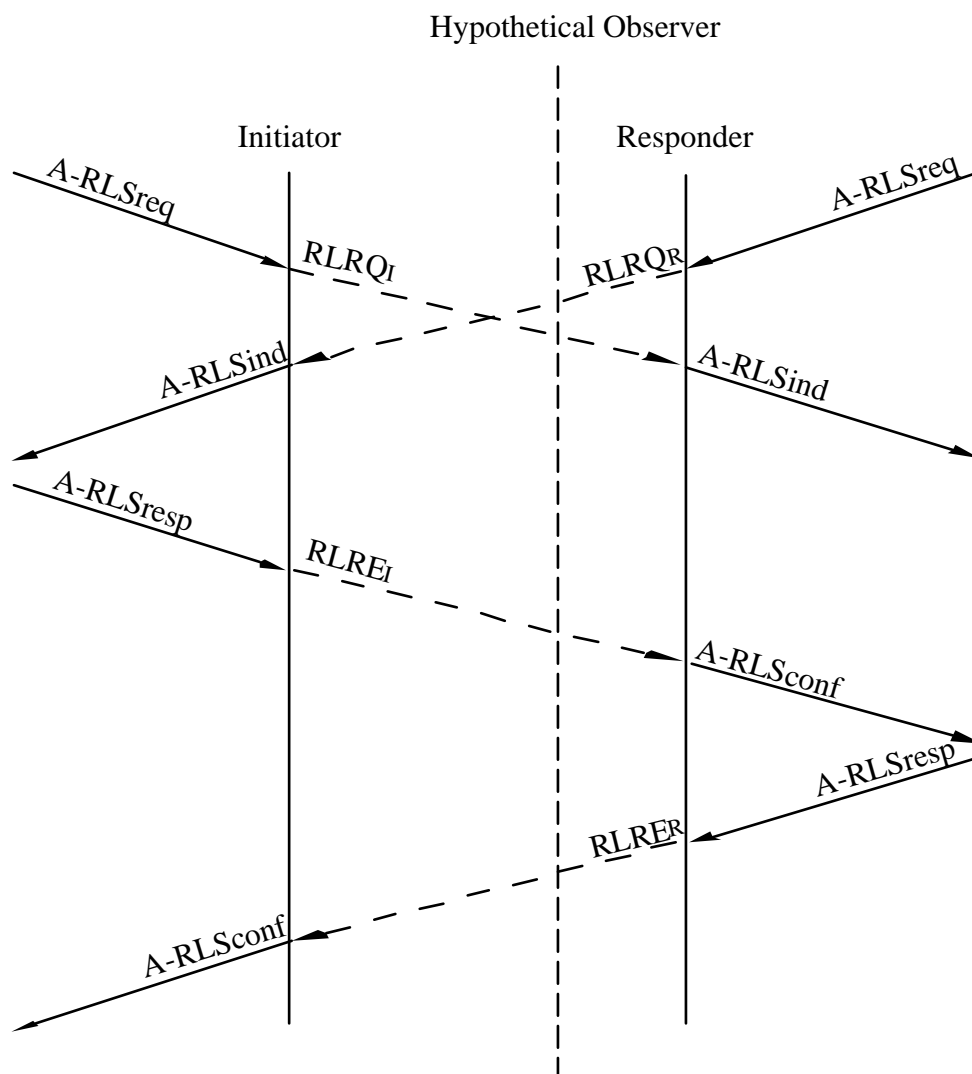 Hypothetical Observer
Initiator
Responder
A-RLSreq
A-RLSreq
RLRQI
RLRQR
A-RLSind
A-RLSind
A-RLSresp
RLREI
A-RLSconf
A-RLSresp
RLRER
A-RLSconf